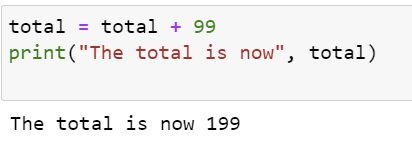 total = total + 99
print("The total is now", total)
The total is now 199